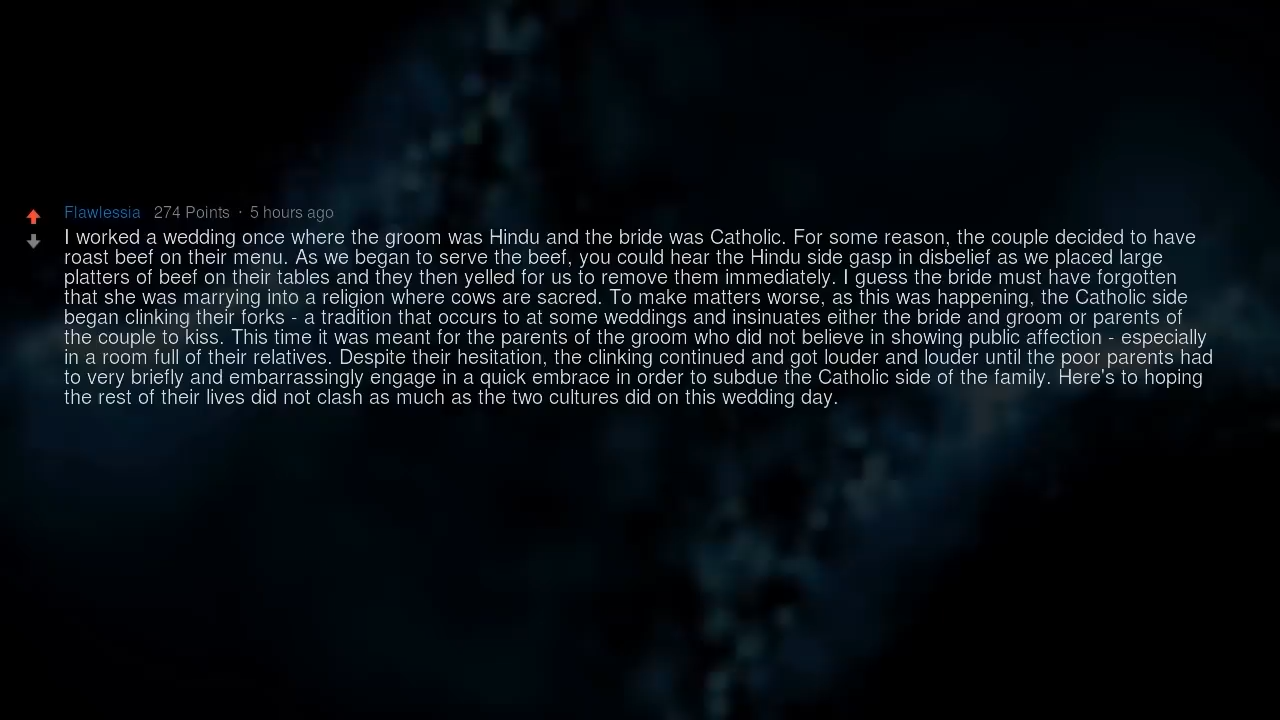 Flawlessia 274 Points · 5 hours ago
I worked a wedding once where the groom was Hindu and the bride was Catholic. For some reason, the couple decided to have
roast beef on their menu. As we began to serve the beef, you could hear the Hindu side gasp in disbelief as we placed large
platters of beef on their tables and they then yelled for us to remove them immediately. I guess the bride must have forgotten
that she was marrying into a religion where cows are sacred. To make matters worse, as this was happening, the Catholic side
began clinking their forks - a tradition that occurs to at some weddings and insinuates either the bride and groom or parents of
the couple to kiss. This time it was meant for the parents of the groom who did not believe in showing public affection - especially
in a room full of their relatives. Despite their hesitation, the clinking continued and got louder and louder until the poor parents had
to very briefly and embarrassingly engage in a quick embrace in order to subdue the Catholic side of the family. Here's to hoping
the rest of their lives did not clash as much as the two cultures did on this wedding day.